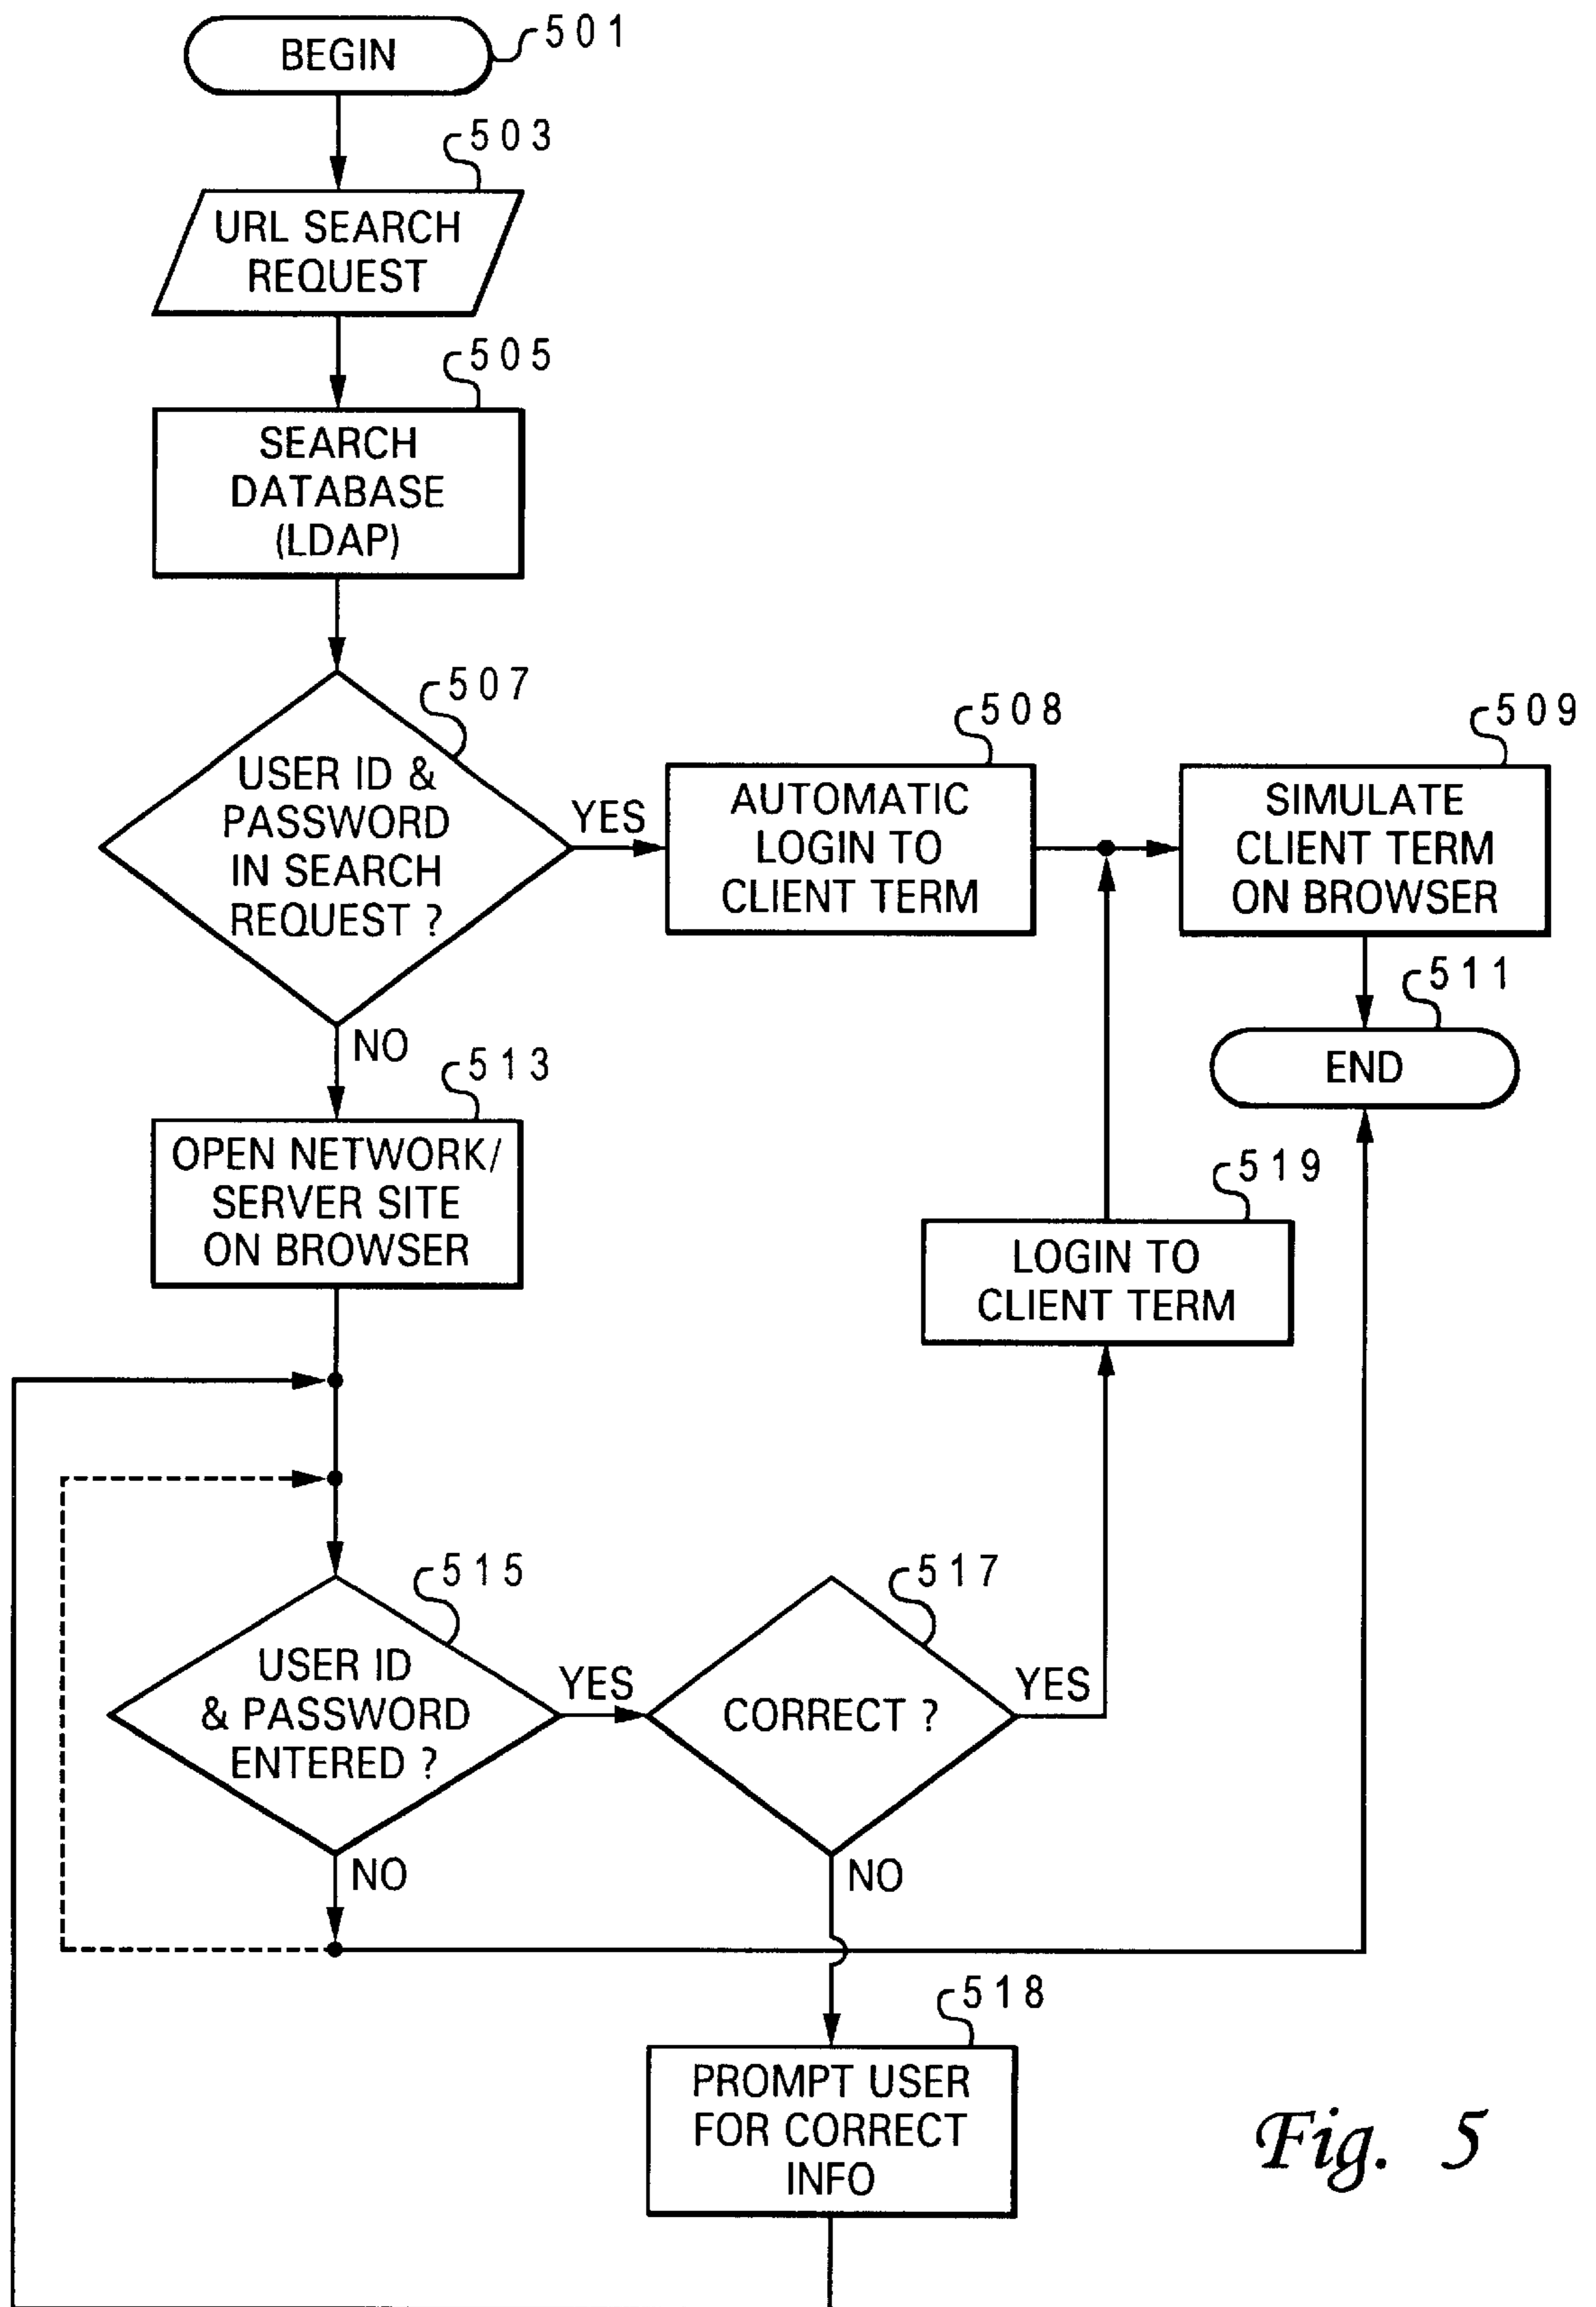 BEGIN
501
503
URL SEARCH
REQUEST
505
SEARCH
DATABASE
(LDAP)
507
USER ID &
PASSWORD
IN SEARCH
REQUEST ?
YES
508
AUTOMATIC
LOGIN TO
CLIENT TERM
509
SIMULATE
CLIENT TERM
ON BROWSER
511
END
NO
513
OPEN NETWORK/
SERVER SITE
ON BROWSER
519
LOGIN TO
CLIENT TERM
515
USER ID
& PASSWORD
ENTERED ?
YES
517
CORRECT ?
YES
NO
NO
518
PROMPT USER
FOR CORRECT
INFO
Fig. 5